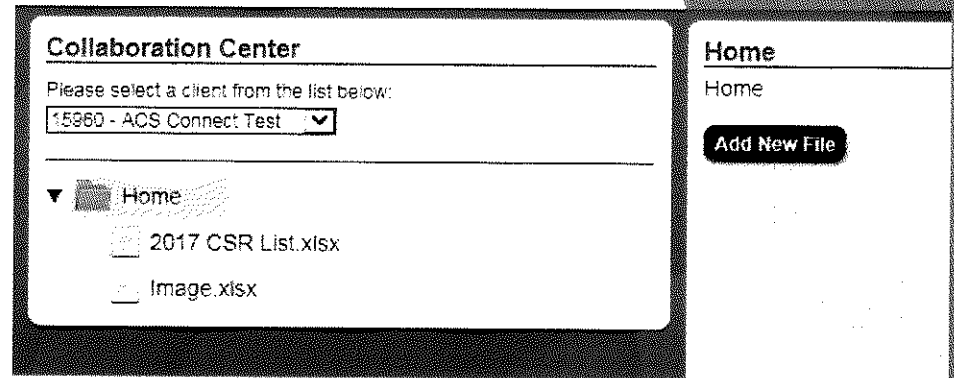 Collaboration Center
Please select a client from the list below:
15960 - ACS Connect Test
Home
2017 CSR List.xlsx
Image.xlsx
Home
Home
Add New File